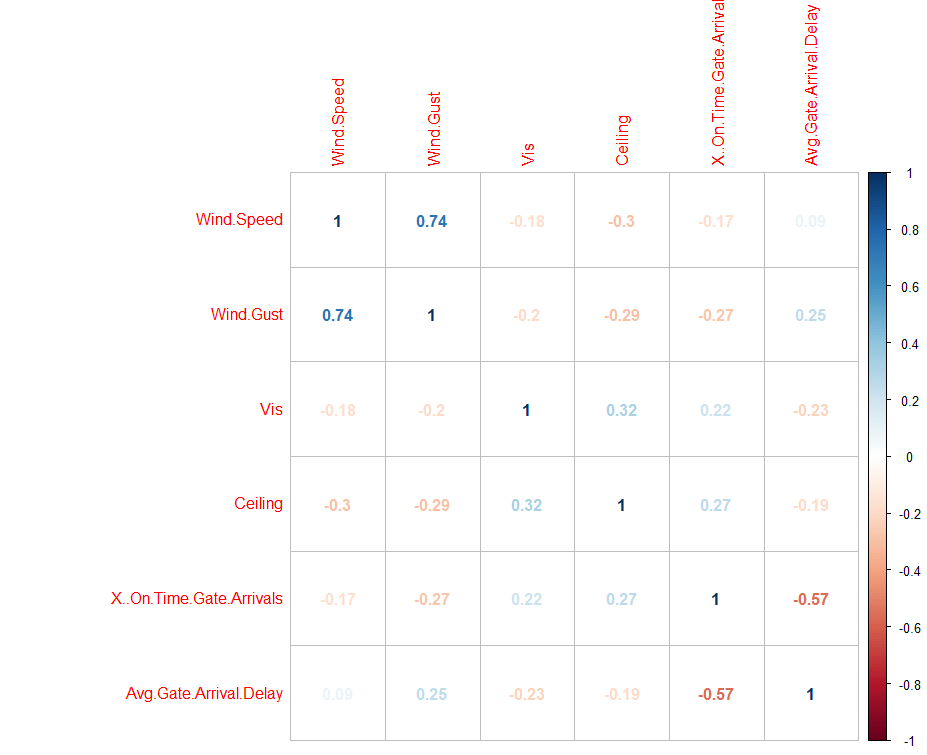 Wind.Speed
Wind.Gust
Vis
Ceiling
X..On.Time.Gate.Arrival
Avg.Gate.Arrival.Delay
Wind.Speed 1 0.74 -0.18 -0.3 -0.17 0.09
Wind.Gust 0.74 1 -0.2 -0.29 -0.27 0.25
Vis -0.18 -0.2 1 0.32 0.22 -0.23
Ceiling -0.3 -0.29 0.32 1 0.27 -0.19
X..On.Time.Gate.Arrivals -0.17 -0.27 0.22 0.27 1 -0.57
Avg.Gate.Arrival.Delay 0.09 0.25 -0.23 -0.19 -0.57 1
1
0.8
0.6
0.4
0.2
0
-0.2
-0.4
-0.6
-0.8
-1